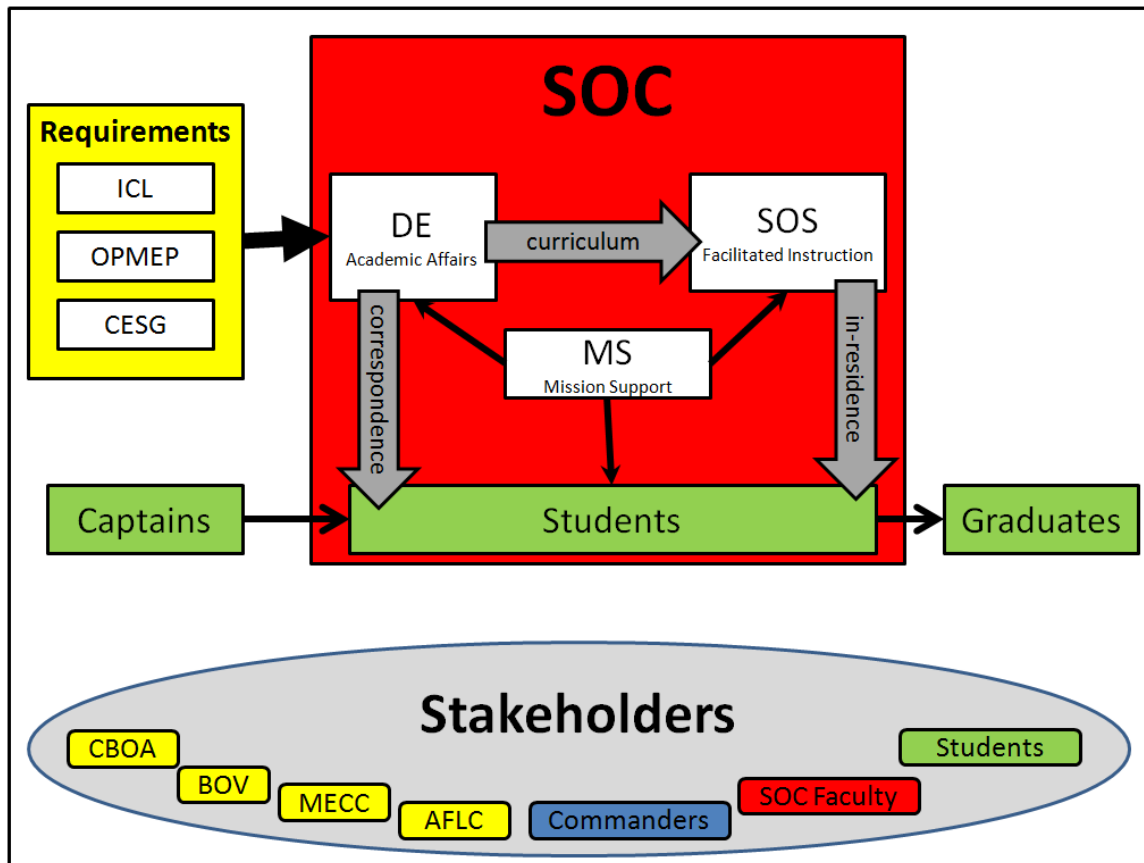 SOC
Requirements
ICL
OPMEP
CESG
DE
Academic Affairs
curriculum
SOS
Facilitated Instruction
MS
Mission Support
correspondence
in-residence
Captains
Students
Graduates
Stakeholders
CBOA
BOV
MECC
AFLC
Commanders
SOC Faculty
Students